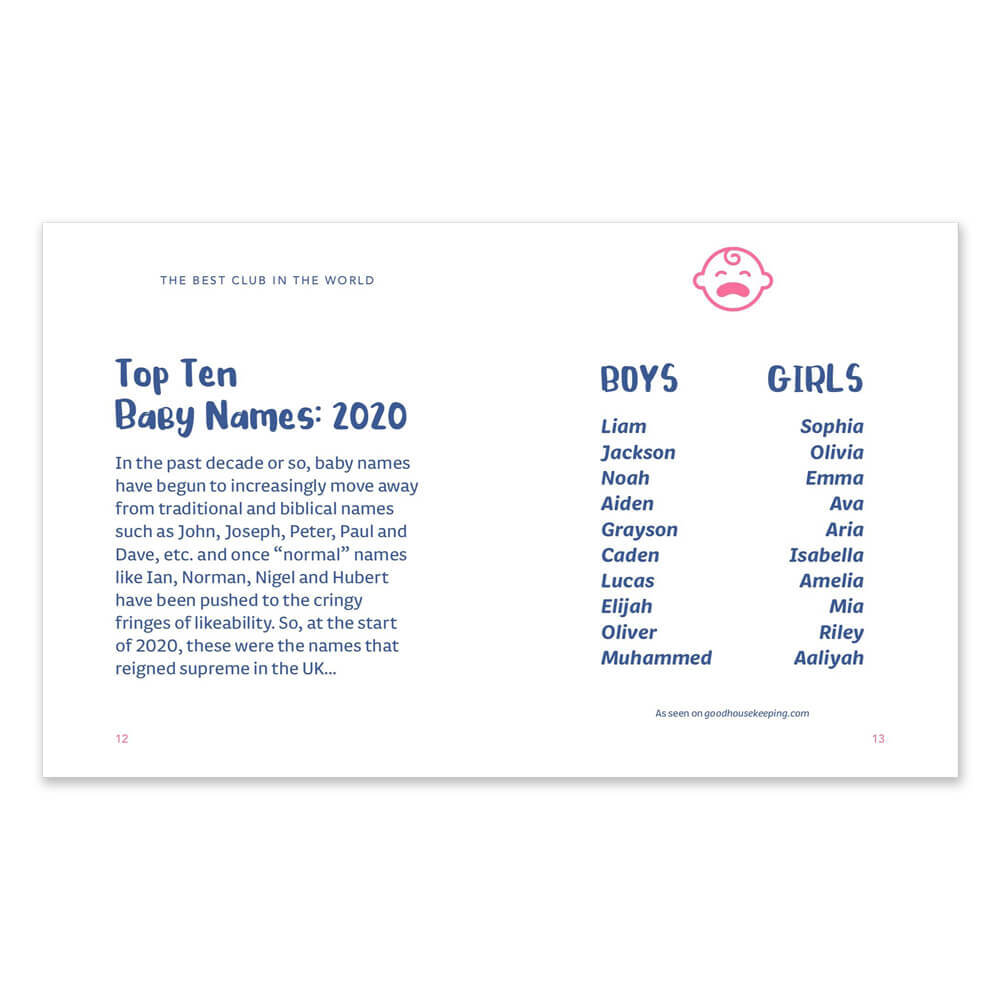 THE BEST CLUB IN THE WORLD
Top Ten
Baby Names: 2020
In the past decade or so, baby names
have begun to increasingly move away
from traditional and biblical names
such as John, Joseph, Peter, Paul and
Dave, etc. and once “normal” names
like Ian, Norman, Nigel and Hubert
have been pushed to the cringy
fringes of likeability. So, at the start
of 2020, these were the names that
reigned supreme in the UK...
12
BOYS
Liam
Jackson
Noah
Aiden
Grayson
Caden
Lucas
Elijah
Oliver
Muhammed
GIRLS
Sophia
Olivia
Emma
Ava
Aria
Isabella
Amelia
Mia
Riley
Aaliyah
As seen on goodhousekeeping.com
13